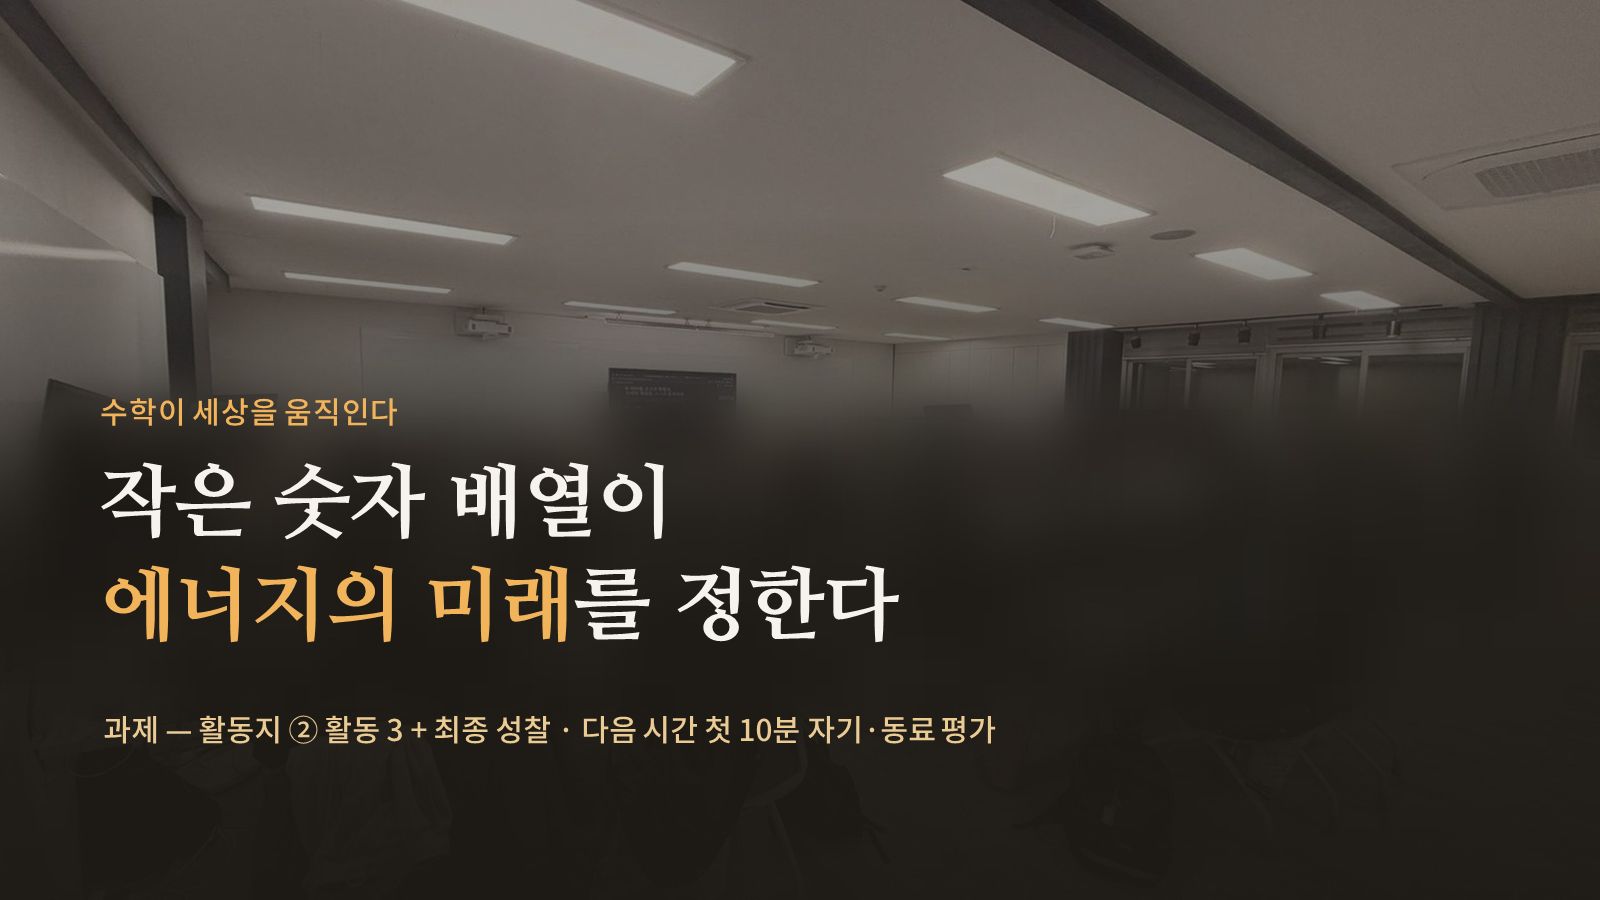 수학이 세상을 움직인다
작은 숫자 배열이
에너지의 미래를 정한다
과제 — 활동지 ② 활동 3 + 최종 성찰 · 다음 시간 첫 10분 자기·동료 평가